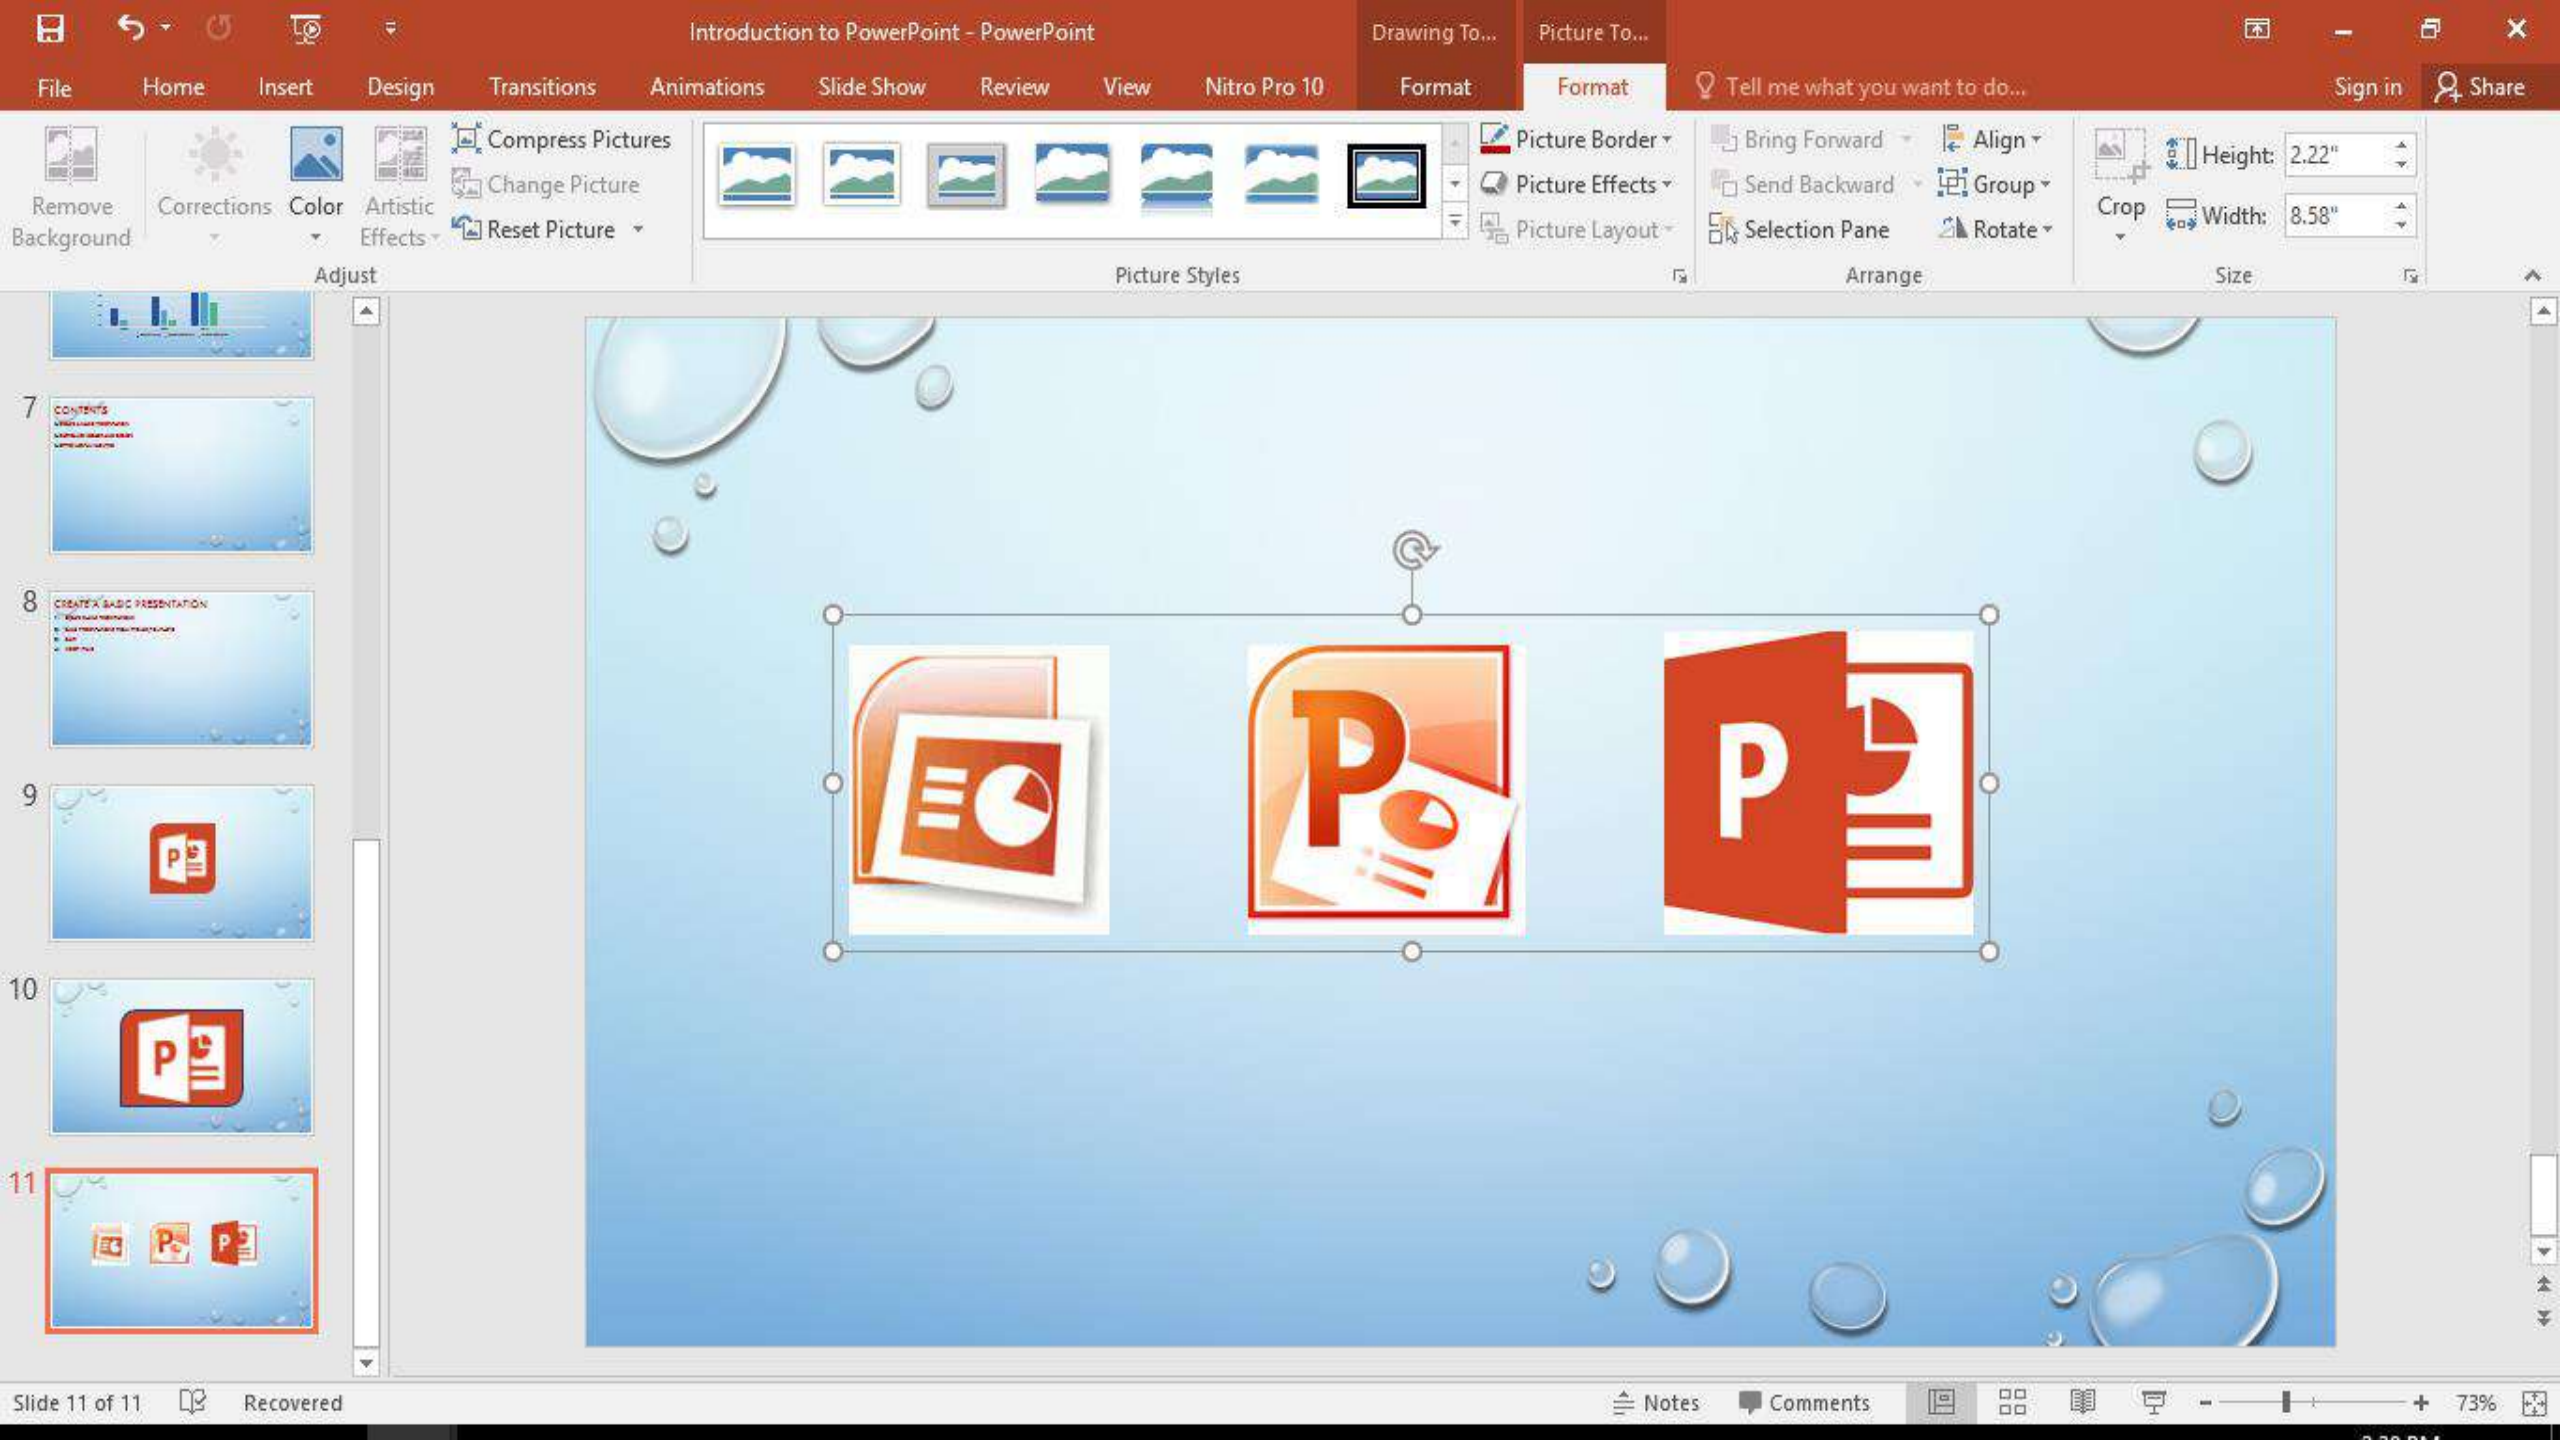 Introduction to PowerPoint - PowerPoint
Drawing To...
Picture To...
File
Home
Insert
Design
Transitions
Animations
Slide Show
Review
View
Nitro Pro 10
Format
Format
Tell me what you want to do...
Sign in
Share
Remove
Background
Corrections
Color
Artistic
Effects
Compress Pictures
Change Picture
Reset Picture
Adjust
Picture Border
Picture Effects
Picture Layout
Picture Styles
Bring Forward
Send Backward
Selection Pane
Align
Group
Rotate
Arrange
Crop
Height: 2.22"
Width: 8.58"
Size
7
CONTENTS
8
CREATE A BASIC PRESENTATION
9
P
10
P
11
P
P
P
P
Slide 11 of 11
Recovered
Notes
Comments
73%